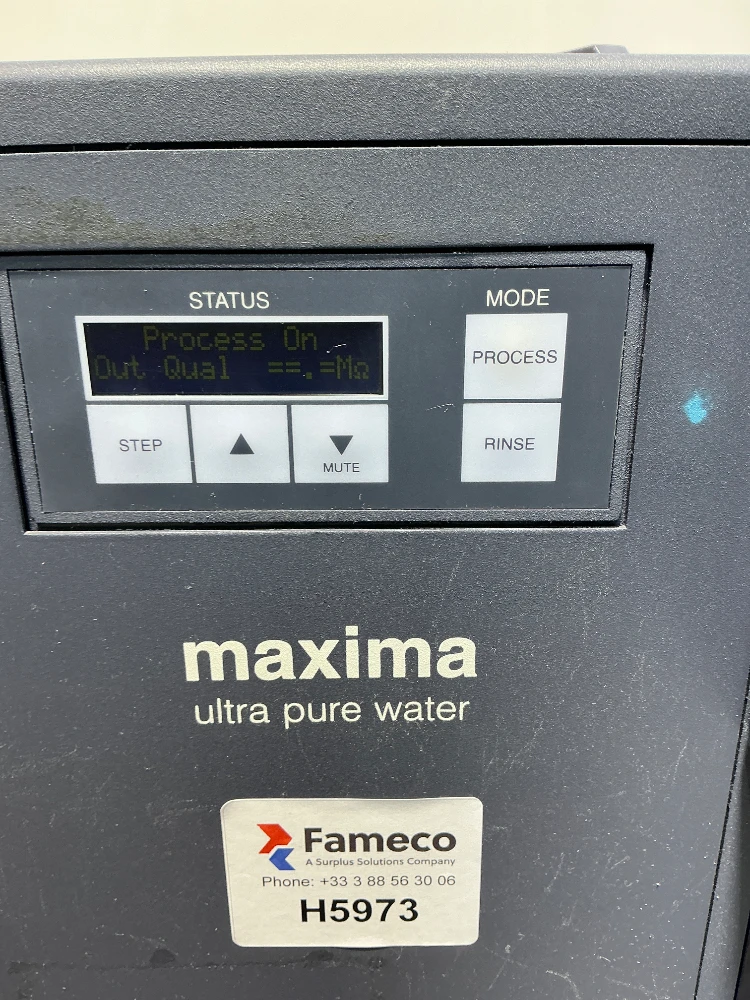 STATUS
MODE
Process On
Out Qual ==.=MΩ
PROCESS
STEP
▲
▼
MUTE
RINSE
maxima
ultra pure water
Fameco
A Surplus Solutions Company
Phone: +33 3 88 56 30 06
H5973